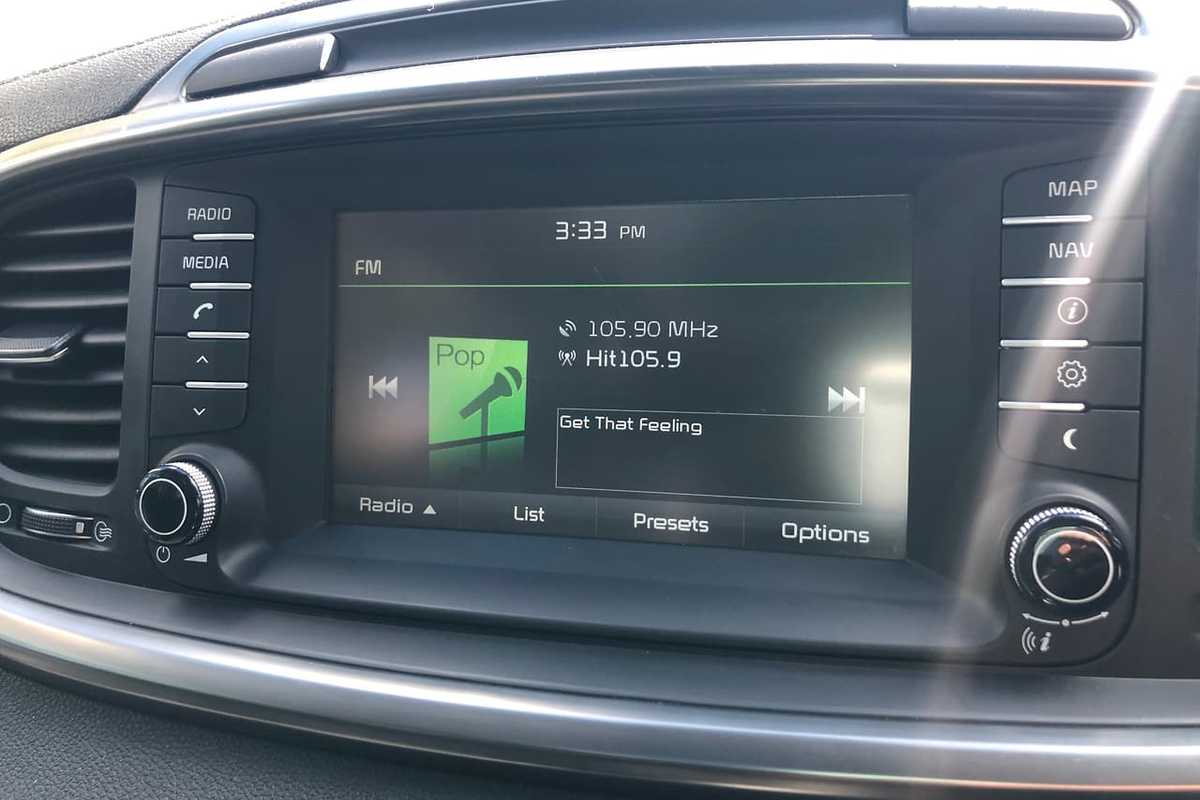 RADIO
MEDIA
3:33 PM
FM
Pop
105.90 MHz
Hit105.9
Get That Feeling
Radio ▲
List
Presets
Options
MAP
NAV
i
i